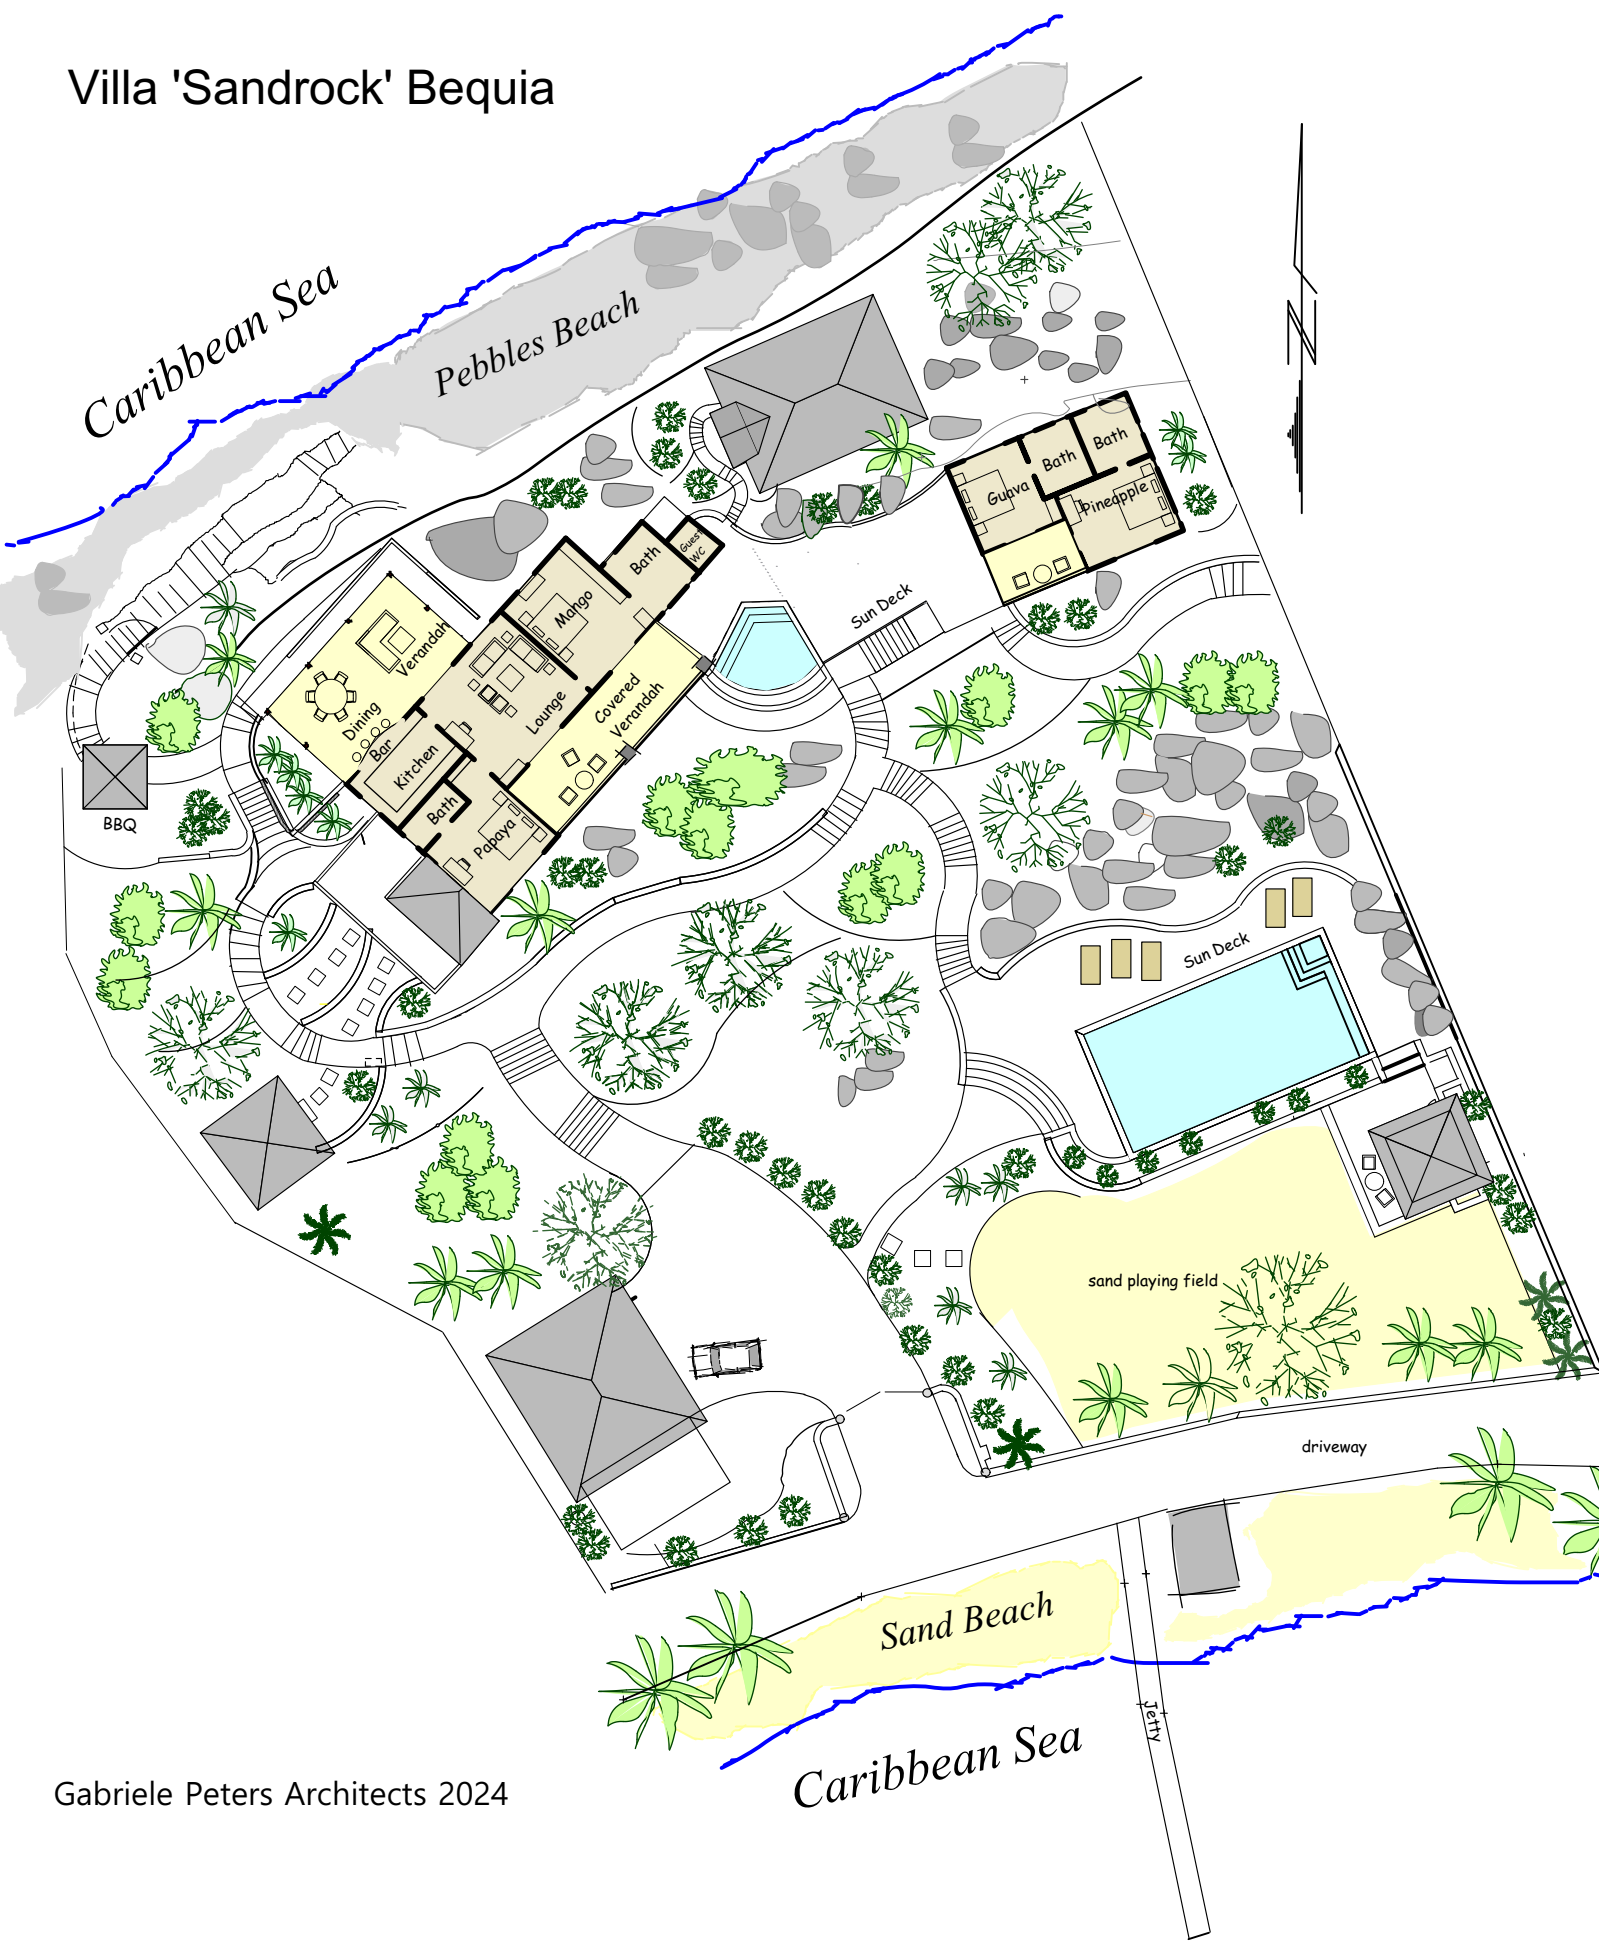 Villa 'Sandrock' Bequia
Caribbean Sea
Pebbles Beach
N
Bath
Bath
Guava
Pineapple
Guest
WC
Bath
Mango
Sun Deck
Verandah
Dining
Lounge
Covered
Verandah
Bar
Kitchen
Bath
Papaya
BBQ
Sun Deck
sand playing field
driveway
Sand Beach
Jetty
Caribbean Sea
Gabriele Peters Architects 2024